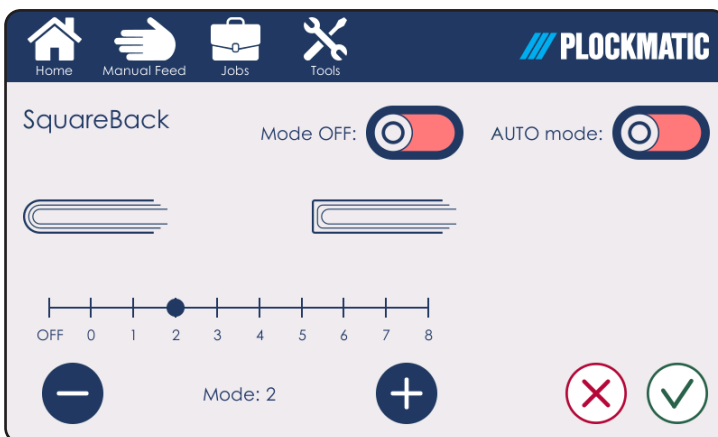 PLOCKMATIC
Home Manual Feed Jobs Tools
SquareBack Mode OFF: AUTO mode:
OFF 0 1 2 3 4 5 6 7 8
Mode: 2